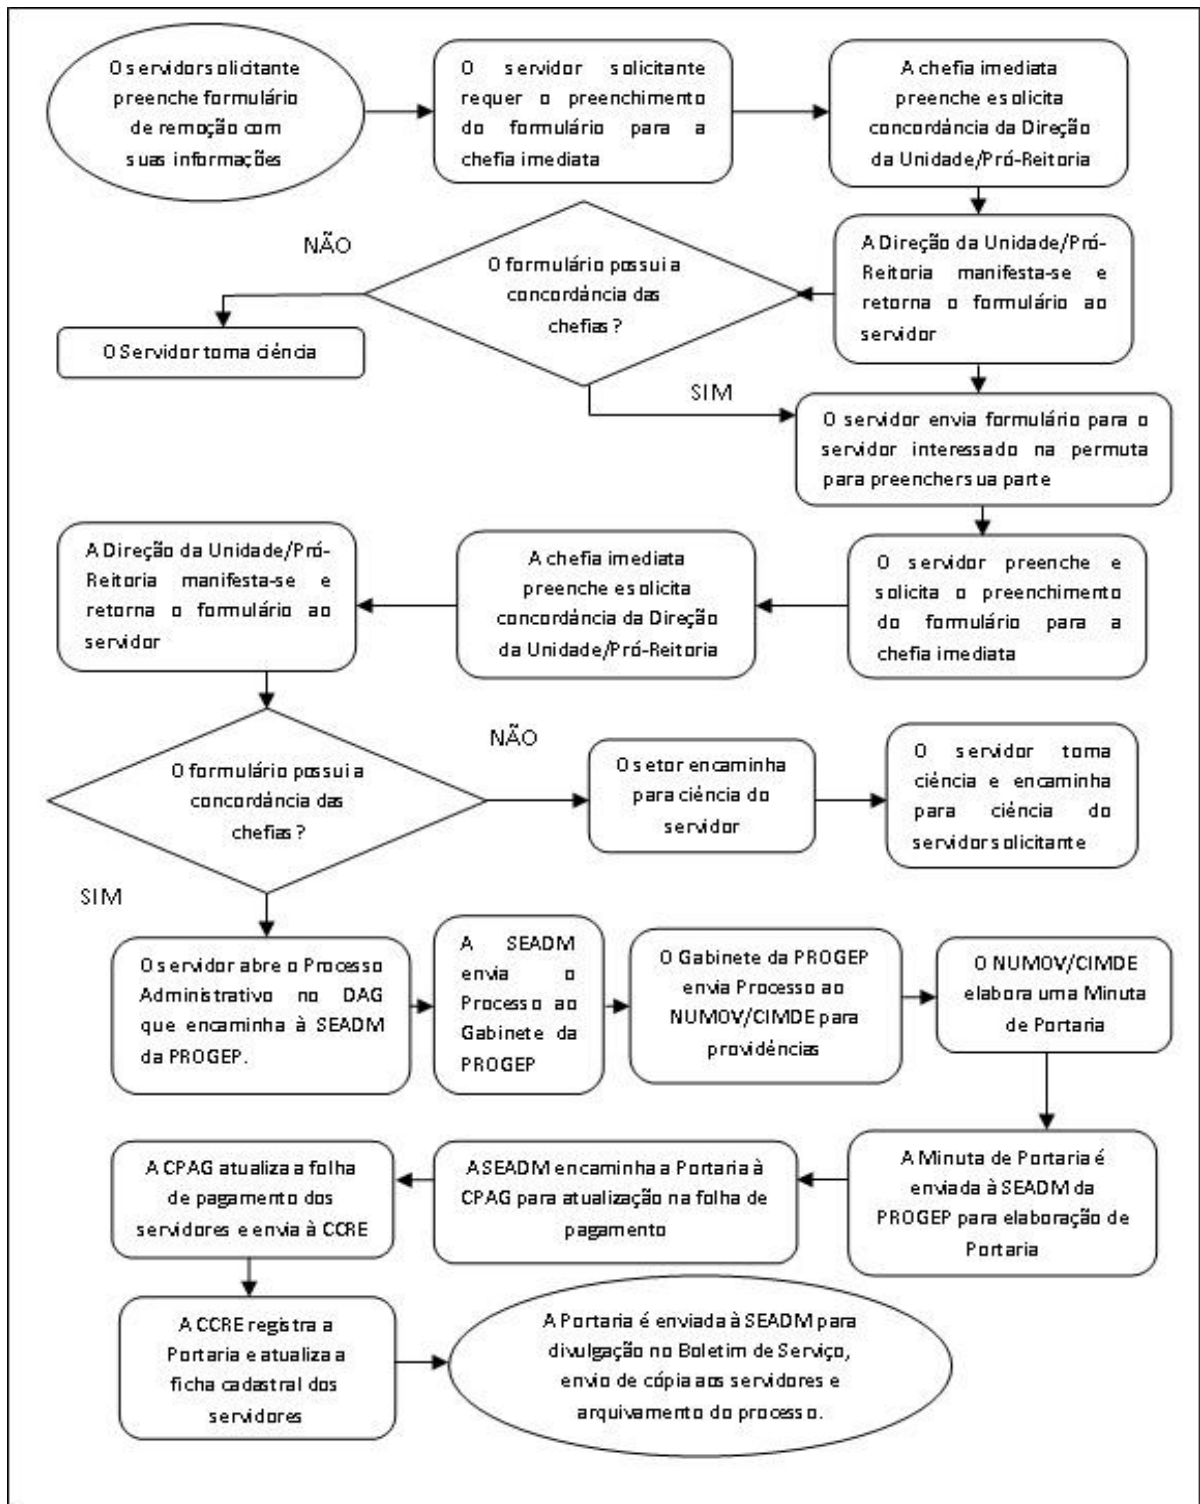 O servidor solicitante
preenche formulário
de remoção com
suas informações
O servidor solicitante
requer o preenchimento
do formulário para a
chefia imediata
A chefia imediata
preenche e solicita
concordância da Direção
da Unidade/Pró-Reitoria
A Direção da Unidade/Pró-
Reitoria manifesta-se e
retorna o formulário ao
servidor
O formulário possui a
concordância das
chefias?
NÃO
O Servidor toma ciência
SIM
O servidor envia formulário para o
servidor interessado na permuta
para preencher sua parte
O servidor preenche e
solicita o preenchimento
do formulário para a
chefia imediata
A chefia imediata
preenche e solicita
concordância da Direção
da Unidade/Pró-Reitoria
A Direção da Unidade/Pró-
Reitoria manifesta-se e
retorna o formulário ao
servidor
O formulário possui a
concordância das
chefias?
NÃO
O setor encaminha
para ciência do
servidor
O servidor toma
ciência e encaminha
para ciência do
servidor solicitante
SIM
O servidor abre o Processo
Administrativo no DAG
que encaminha à SEADM
da PROGEP.
A SEADM
envia o
Processo ao
Gabinete da
PROGEP
O Gabinete da PROGEP
envia Processo ao
NUMOV/CIMDE para
providências
O NUMOV/CIMDE
elabora uma Minuta
de Portaria
A Minuta de Portaria é
enviada à SEADM da
PROGEP para elaboração de
Portaria
A SEADM encaminha a Portaria à
CPAG para atualização na folha de
pagamento
A CPAG atualiza a folha
de pagamento dos
servidores e envia à CCRE
A CCRE registra a
Portaria e atualiza a
ficha cadastral dos
servidores
A Portaria é enviada à SEADM para
divulgação no Boletim de Serviço,
envio de cópia aos servidores e
arquivamento do processo.